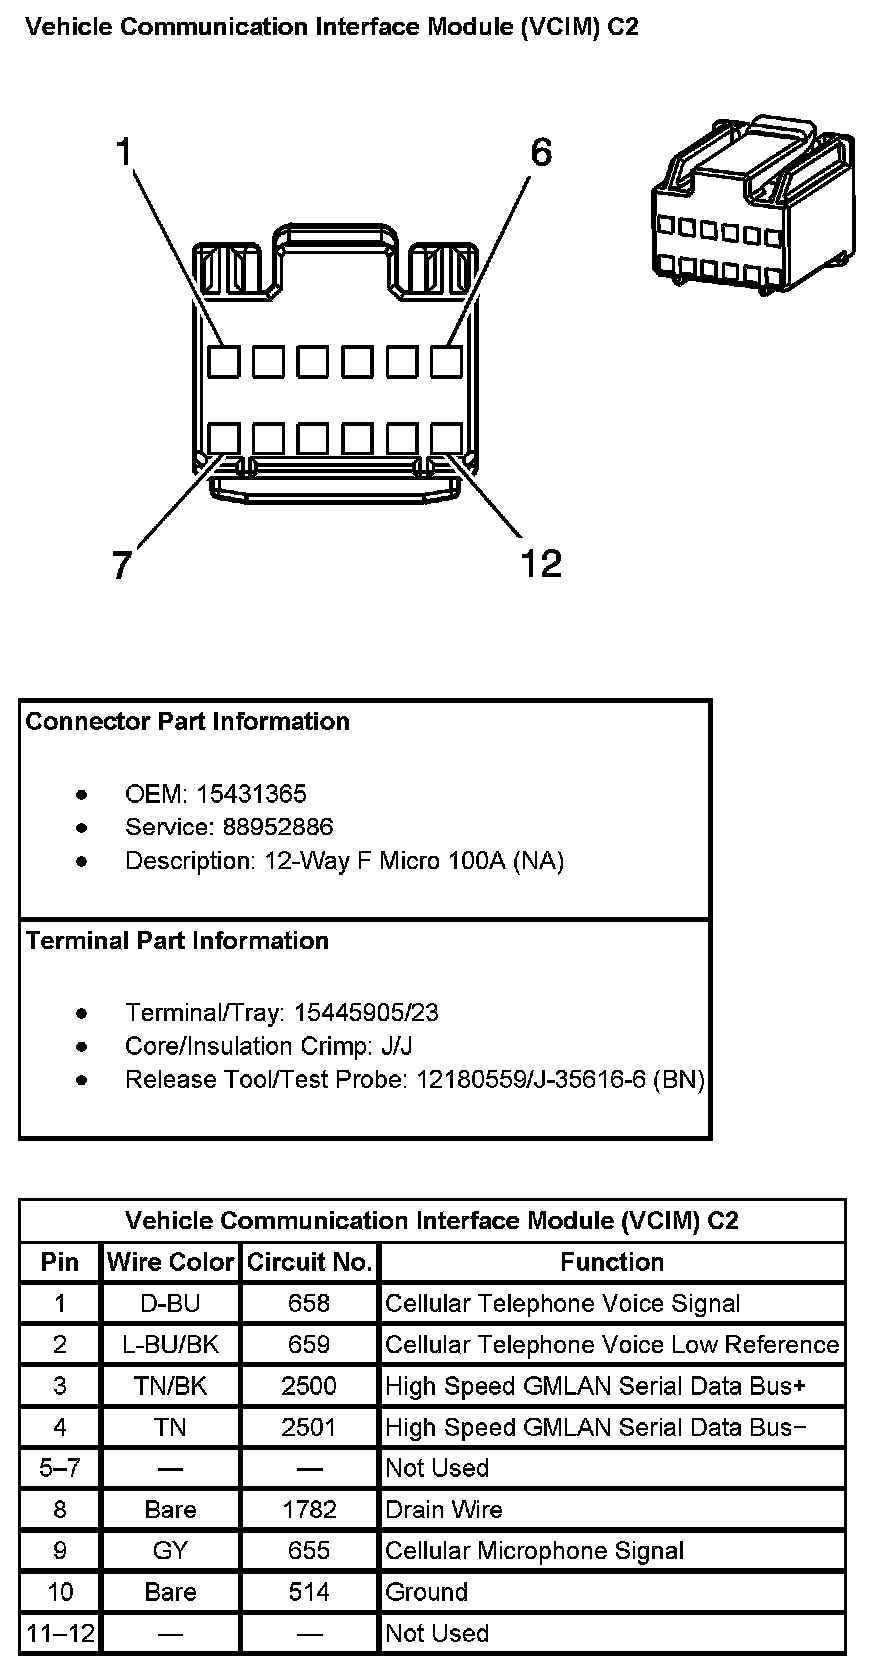 Vehicle Communication Interface Module (VCIM) C2
1
6
7
12
Connector Part Information
• OEM: 15431365
• Service: 88952886
• Description: 12-Way F Micro 100A (NA)
Terminal Part Information
• Terminal/Tray: 15445905/23
• Core/Insulation Crimp: J/J
• Release Tool/Test Probe: 12180559/J-35616-6 (BN)
Vehicle Communication Interface Module (VCIM) C2
Pin Wire Color Circuit No. Function
1 D-BU 658 Cellular Telephone Voice Signal
2 L-BU/BK 659 Cellular Telephone Voice Low Reference
3 TN/BK 2500 High Speed GMLAN Serial Data Bus+
4 TN 2501 High Speed GMLAN Serial Data Bus−
5–7 — — Not Used
8 Bare 1782 Drain Wire
9 GY 655 Cellular Microphone Signal
10 Bare 514 Ground
11–12 — — Not Used